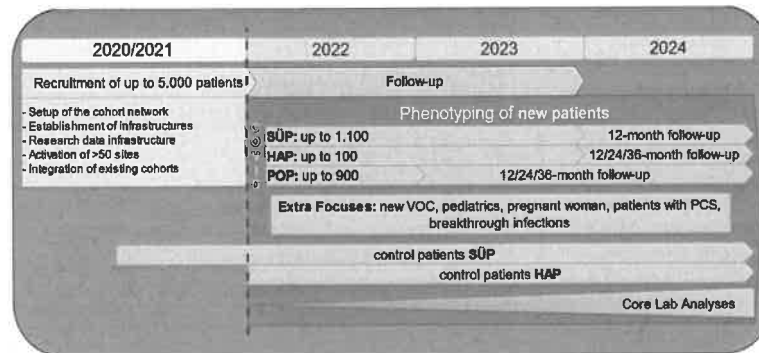 2020/2021
2022
2023
2024
Recruitment of up to 5.000 patients
Follow-up
- Setup of the cohort network
- Establishment of infrastructures
- Research data infrastructure
- Activation of >50 sites
- Integration of existing cohorts
Phenotyping of new patients
SÜP: up to 1.100
12-month follow-up
HAP: up to 100
12/24/36-month follow-up
POP: up to 900
12/24/36-month follow-up
Extra Focuses: new VOC, pediatrics, pregnant woman, patients with PCS,
breakthrough infections
control patients SÜP
control patients HAP
Core Lab Analyses